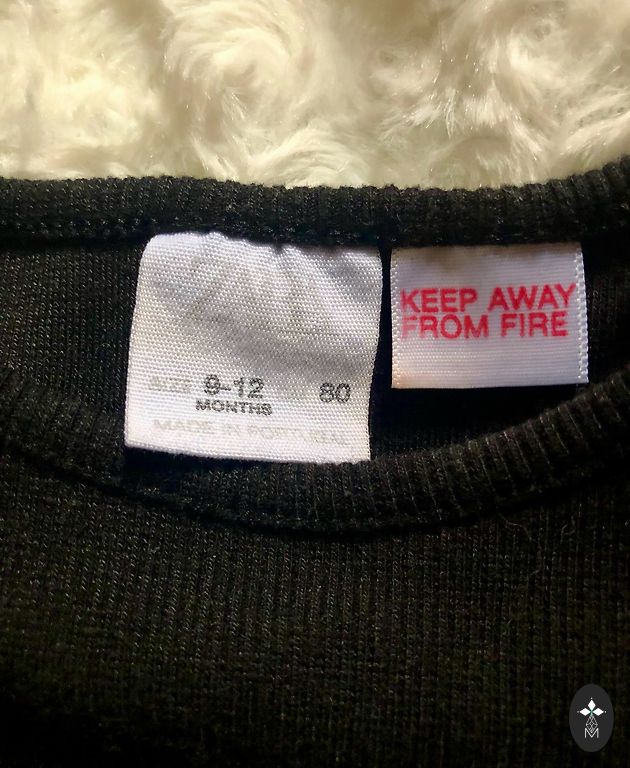 SIZE 9-12 80
MONTHS
MADE IN PORTUGAL
KEEP AWAY
FROM FIRE
M